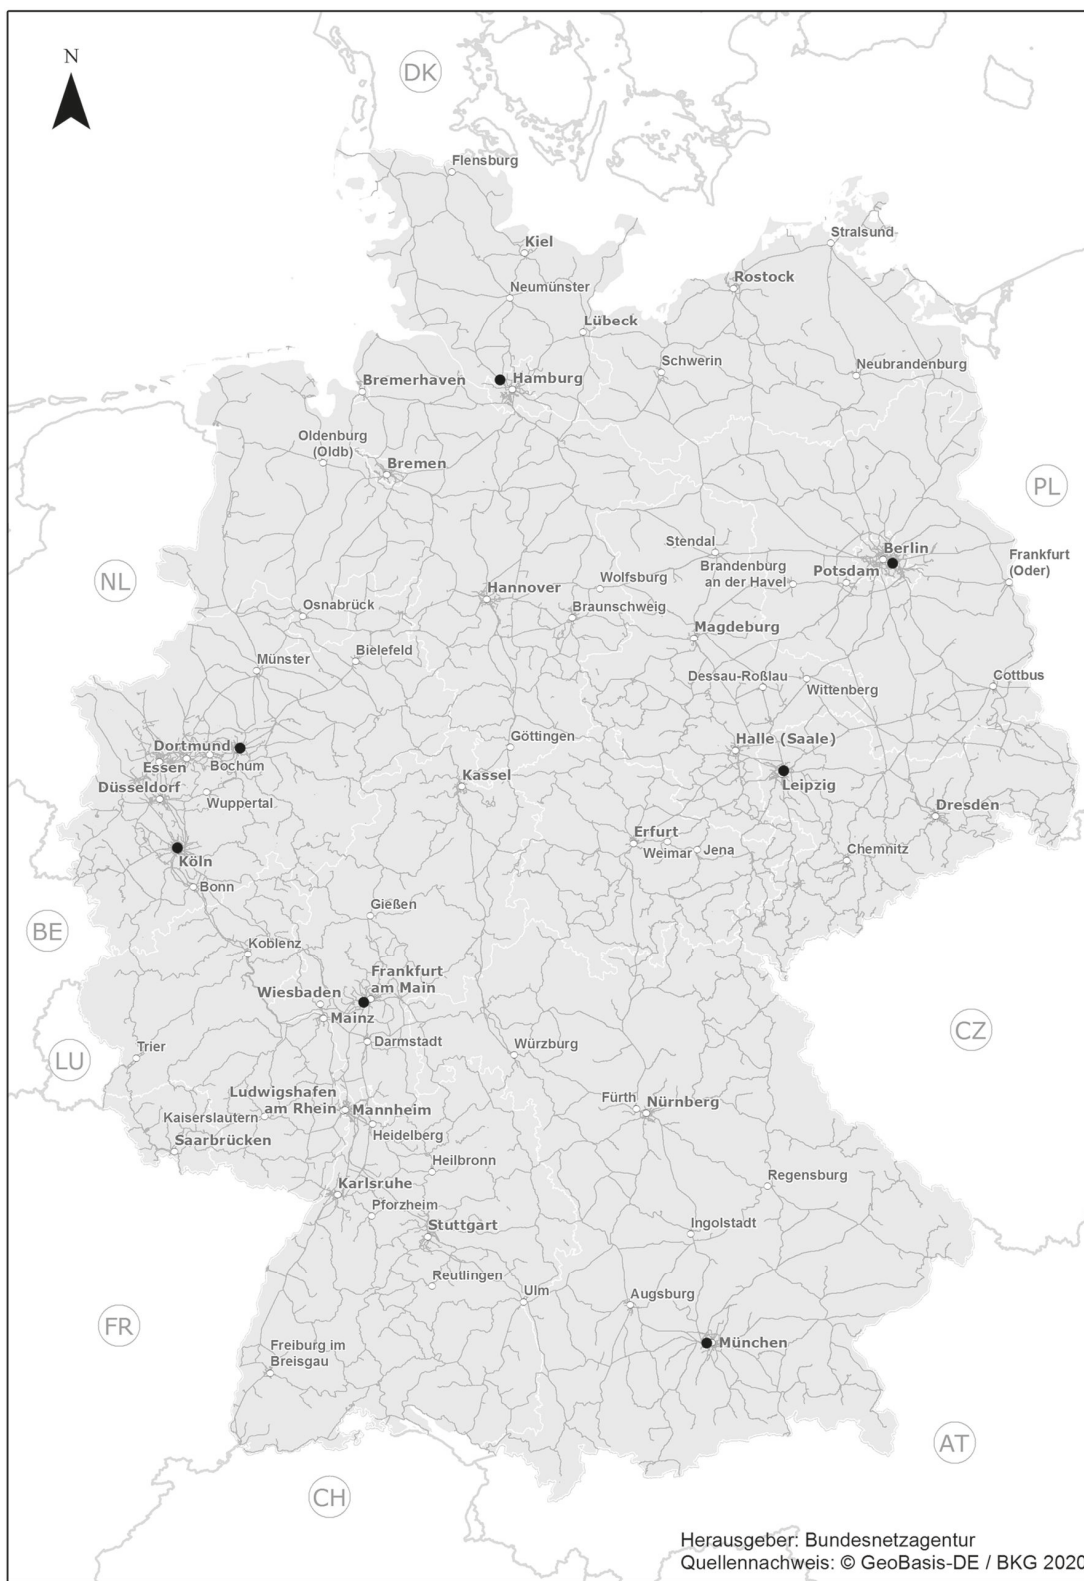 N
DK
Flensburg
Stralsund
Kiel
Rostock
Neumünster
Lübeck
Schwerin
Neubrandenburg
Bremerhaven
Hamburg
Oldenburg
(Oldb)
Bremen
PL
Stendal
Berlin
Brandenburg
an der Havel
Potsdam
Frankfurt
(Oder)
NL
Hannover
Wolfsburg
Osnabrück
Braunschweig
Magdeburg
Münster
Bielefeld
Dessau-Roßlau
Wittenberg
Cottbus
Dortmund
Göttingen
Halle (Saale)
Essen
Bochum
Kassel
Leipzig
Düsseldorf
Wuppertal
Dresden
Erfurt
Weimar
Jena
Chemnitz
Köln
Bonn
BE
Gießen
Koblenz
Frankfurt
am Main
Wiesbaden
Mainz
CZ
Darmstadt
Würzburg
Trier
LU
Ludwigshafen
am Rhein
Mannheim
Fürth
Nürnberg
Kaiserslautern
Heidelberg
Saarbrücken
Heilbronn
Regensburg
Karlsruhe
Pforzheim
Stuttgart
Ingolstadt
Reutlingen
Ulm
Augsburg
FR
München
Freiburg im
Breisgau
AT
CH
Herausgeber: Bundesnetzagentur
Quellennachweis: © GeoBasis-DE / BKG 2020